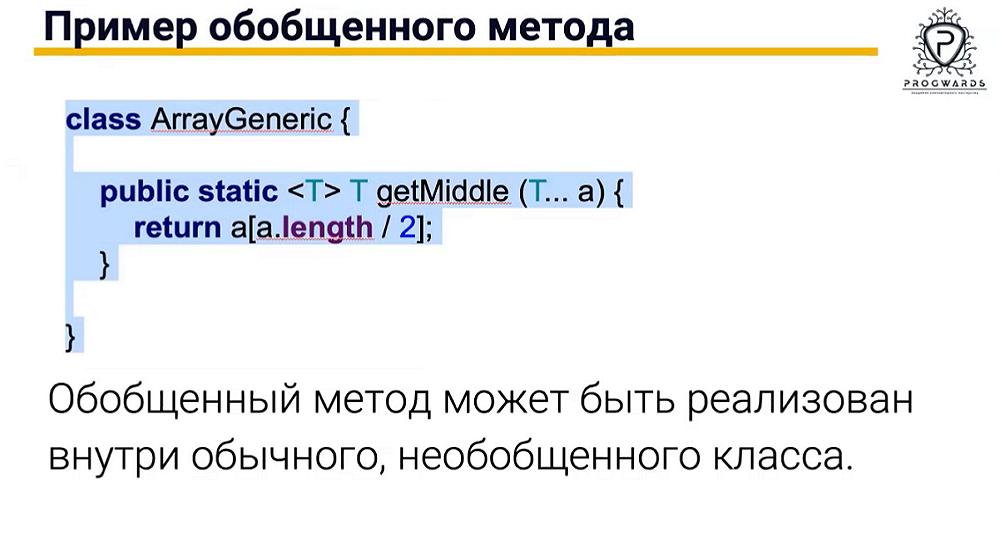 Пример обобщенного метода
PROGWARDS
class ArrayGeneric {
public static <T> T getMiddle (T... a) {
return a[a.length / 2];
}
}
Обобщенный метод может быть реализован
внутри обычного, необобщенного класса.